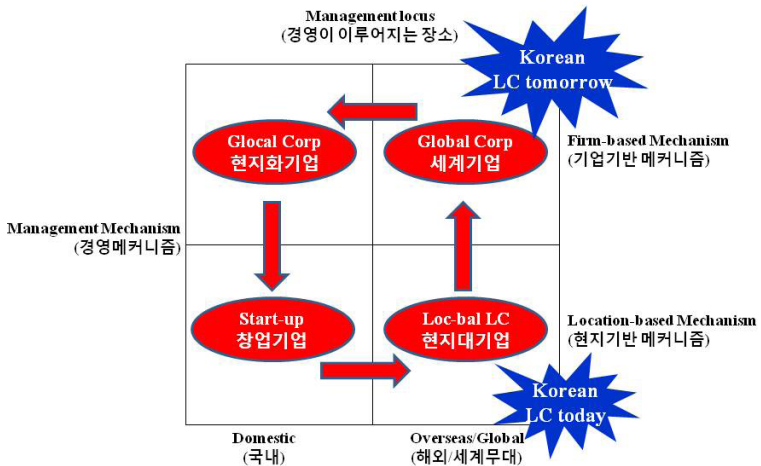 Management locus
(경영이 이루어지는 장소)
Korean
LC tomorrow
Glocal Corp
현지화기업
Global Corp
세계기업
Firm-based Mechanism
(기업기반 메커니즘)
Management Mechanism
(경영메커니즘)
Start-up
창업기업
Loc-bal LC
현지대기업
Location-based Mechanism
(현지기반 메커니즘)
Korean
LC today
Domestic
(국내)
Overseas/Global
(해외/세계무대)